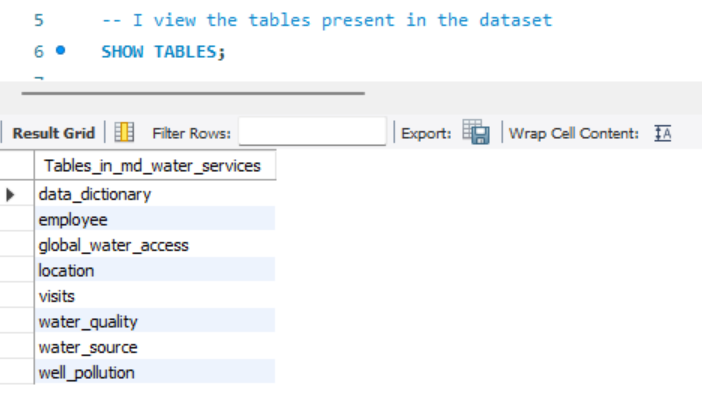 5 -- I view the tables present in the dataset
6 SHOW TABLES;
Result Grid Filter Rows: Export: Wrap Cell Content: IA
Tables_in_md_water_services
data_dictionary
employee
global_water_access
location
visits
water_quality
water_source
well_pollution